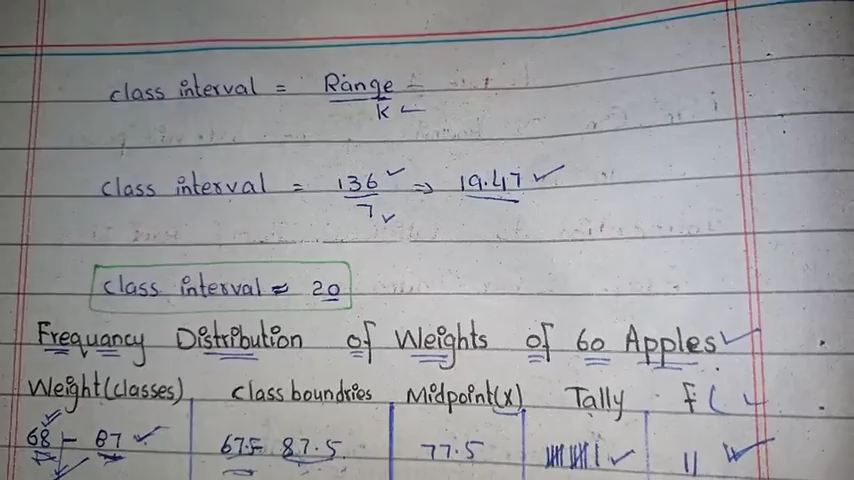 class interval = Range
k
class interval = 136 ⇒ 19.47
7
class interval ≈ 20
Frequancy Distribution of Weights of 60 Apples
Weight(classes) class boundries Midpoint(x) Tally F(
68 - 87 67.5 87.5 77.5 11